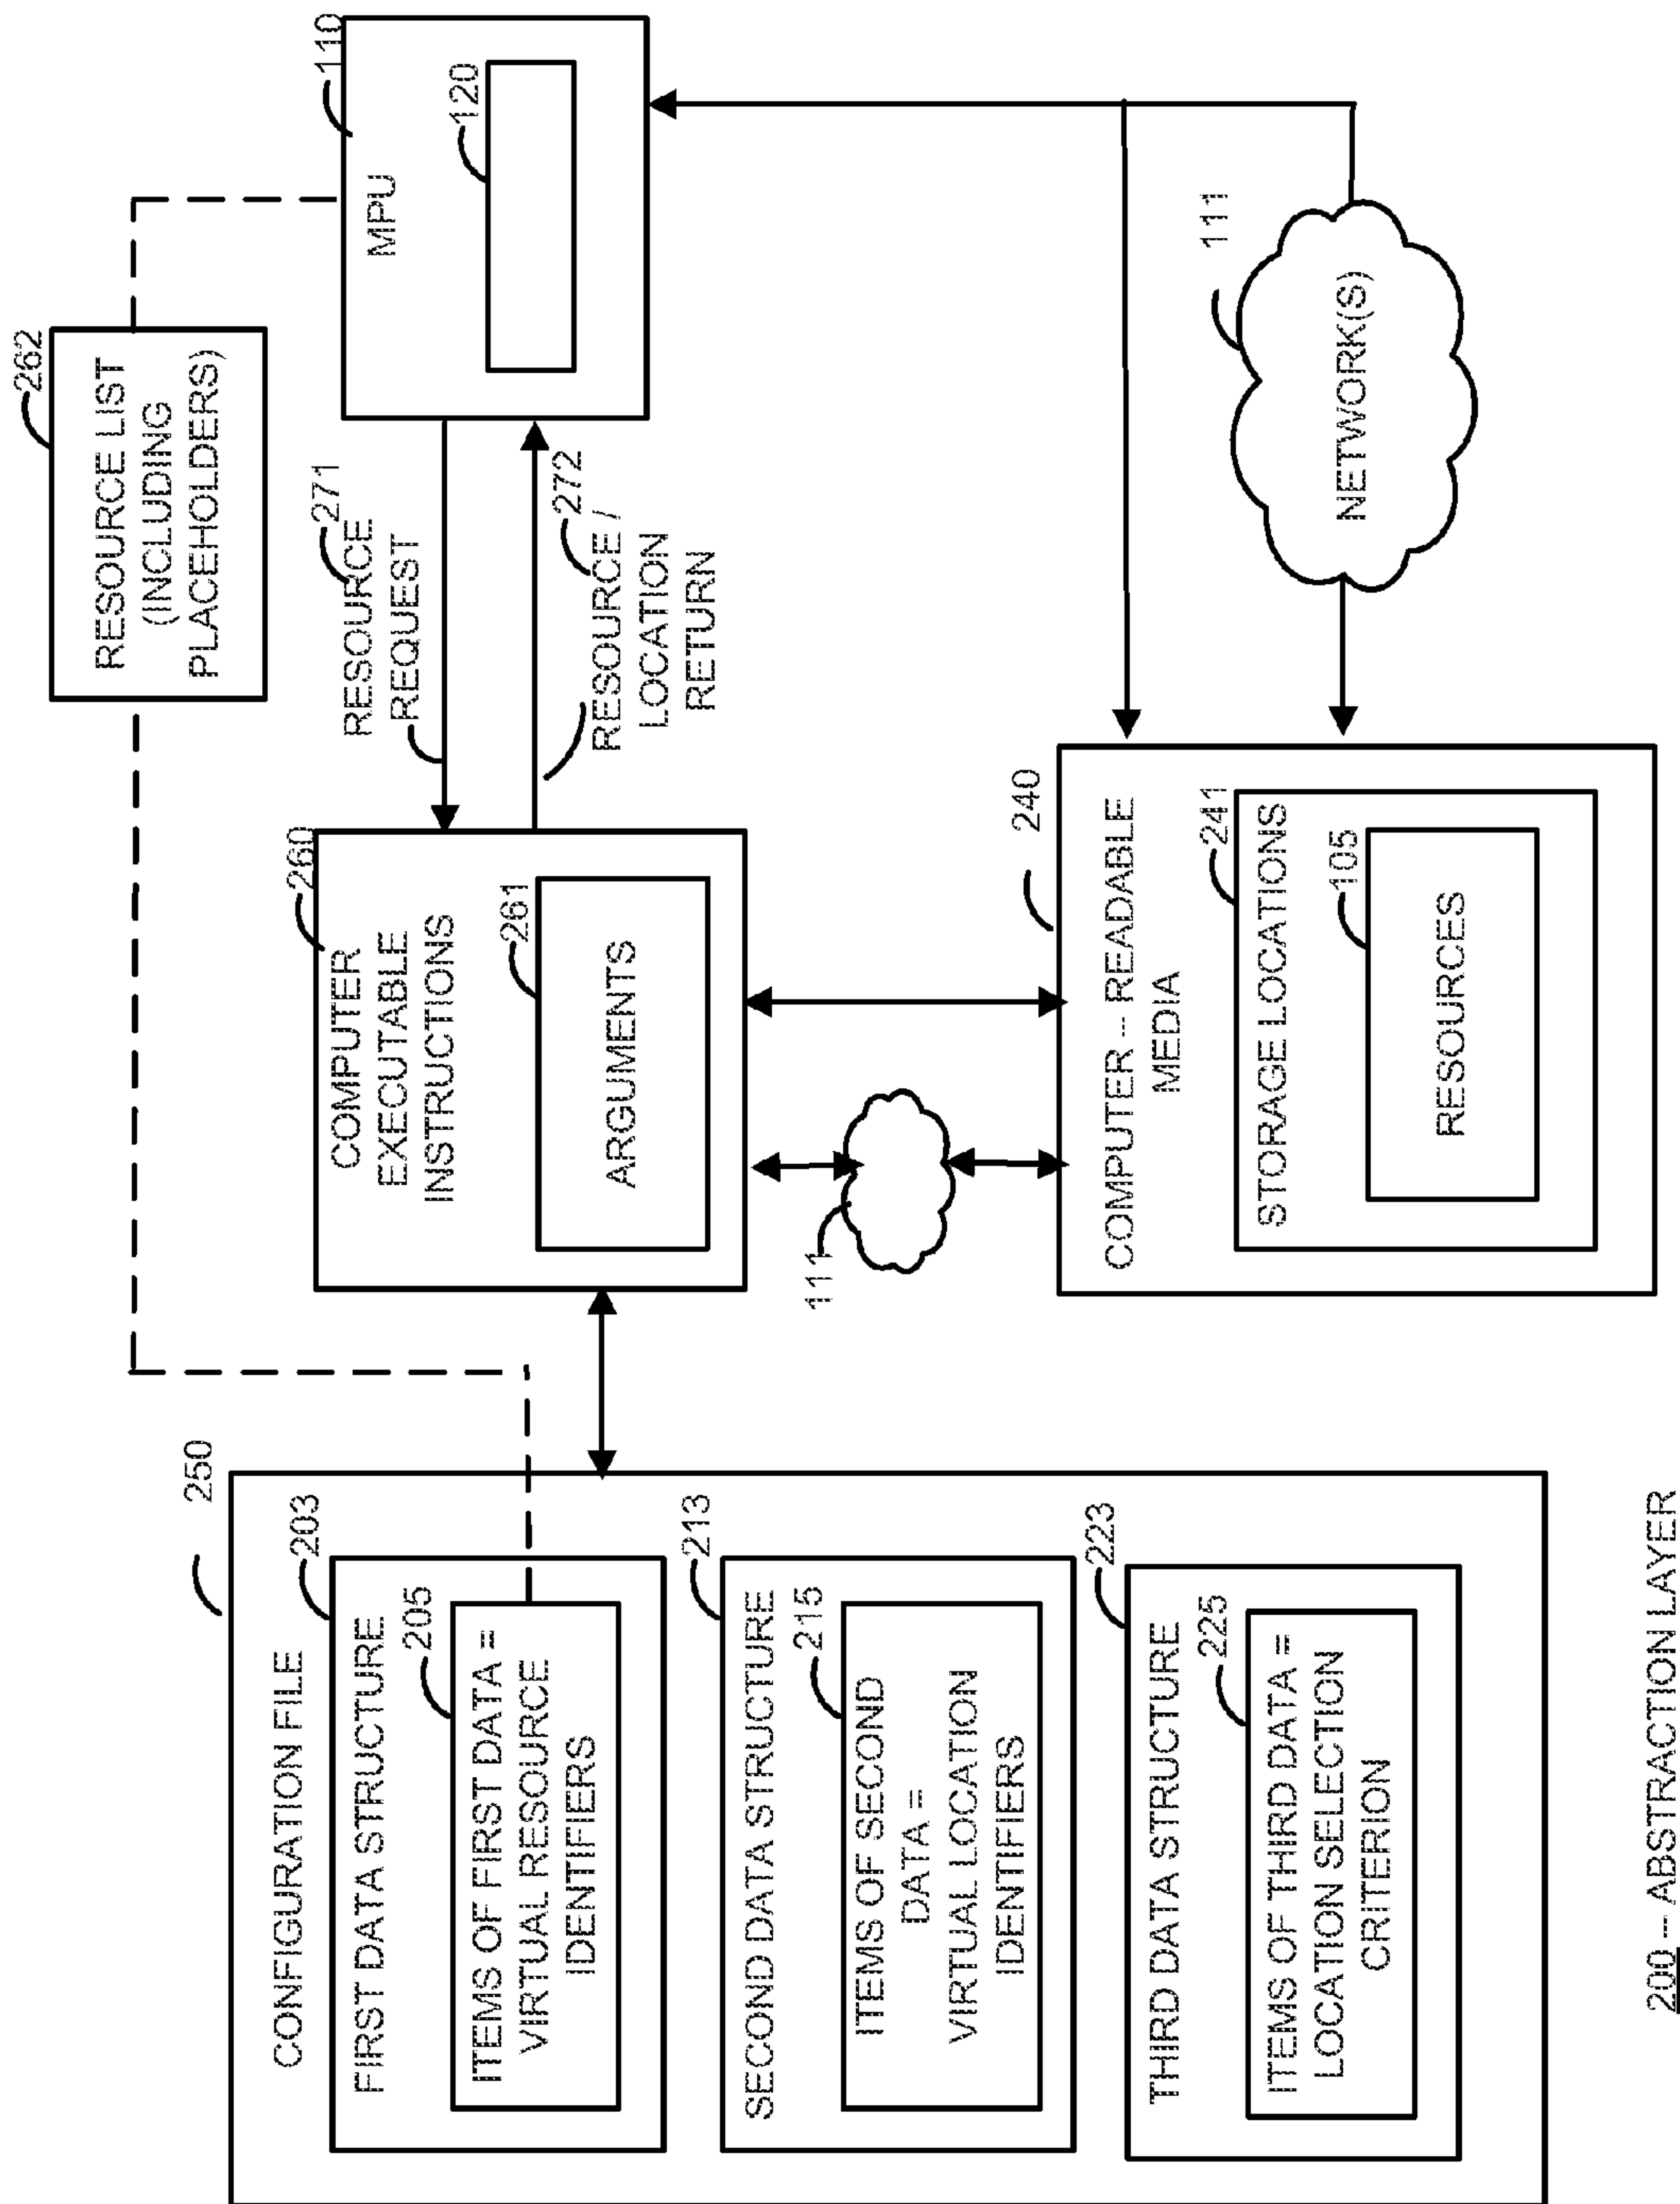 262
RESOURCE LIST
(INCLUDING
PLACEHOLDERS)
250
CONFIGURATION FILE
203
FIRST DATA STRUCTURE
205
ITEMS OF FIRST DATA =
VIRTUAL RESOURCE
IDENTIFIERS
213
SECOND DATA STRUCTURE
215
ITEMS OF SECOND
DATA =
VIRTUAL LOCATION
IDENTIFIERS
223
THIRD DATA STRUCTURE
225
ITEMS OF THIRD DATA =
LOCATION SELECTION
CRITERION
260
COMPUTER
EXECUTABLE
INSTRUCTIONS
261
ARGUMENTS
271
RESOURCE
REQUEST
272
RESOURCE /
LOCATION
RETURN
110
MPU
120
111
240
COMPUTER -- READABLE
MEDIA
241
STORAGE LOCATIONS
105
RESOURCES
111
NETWORK(S)
200 -- ABSTRACTION LAYER